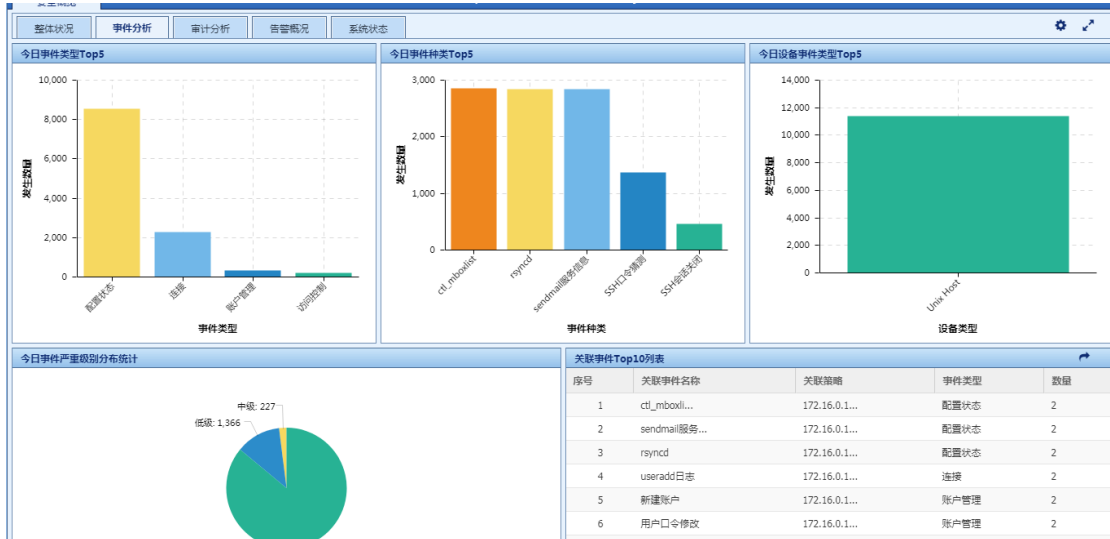 安全概览
整体状况 事件分析 审计分析 告警概况 系统状态
今日事件类型Top5
10,000
8,000
6,000
4,000
2,000
0
发生数量
配置状态 连接 账户管理 访问控制
事件类型
今日事件种类Top5
3,000
2,000
1,000
0
发生数量
ctl_mboxlist rsyncd sendmail服务信息 SSH口令猜测 SSH会话关闭
事件种类
今日设备事件类型Top5
14,000
12,000
10,000
8,000
6,000
4,000
2,000
0
发生数量
Unix Host
设备类型
今日事件严重级别分布统计
中级: 227
低级: 1,366
关联事件Top10列表
序号 关联事件名称 关联策略 事件类型 数量
1 ctl_mboxli... 172.16.0.1... 配置状态 2
2 sendmail服务... 172.16.0.1... 配置状态 2
3 rsyncd 172.16.0.1... 配置状态 2
4 useradd日志 172.16.0.1... 连接 2
5 新建账户 172.16.0.1... 账户管理 2
6 用户口令修改 172.16.0.1... 账户管理 2